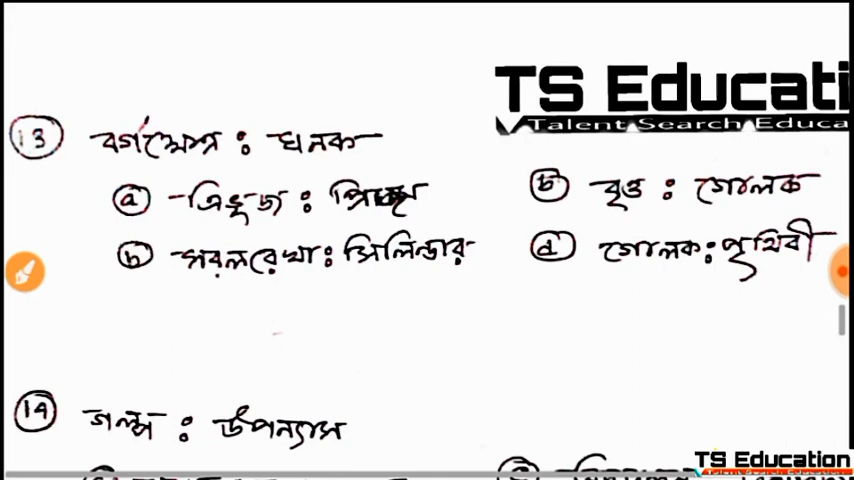 TS Educati
Talent Search Educa
13 বর্গক্ষেত্র : ঘনক
a ত্রিভুজ : প্রিজম b বৃত্ত : গোলক
b সরলরেখা : সিলিন্ডার d গোলক : পৃথিবী
14 গল্প : উপন্যাস
TS Education